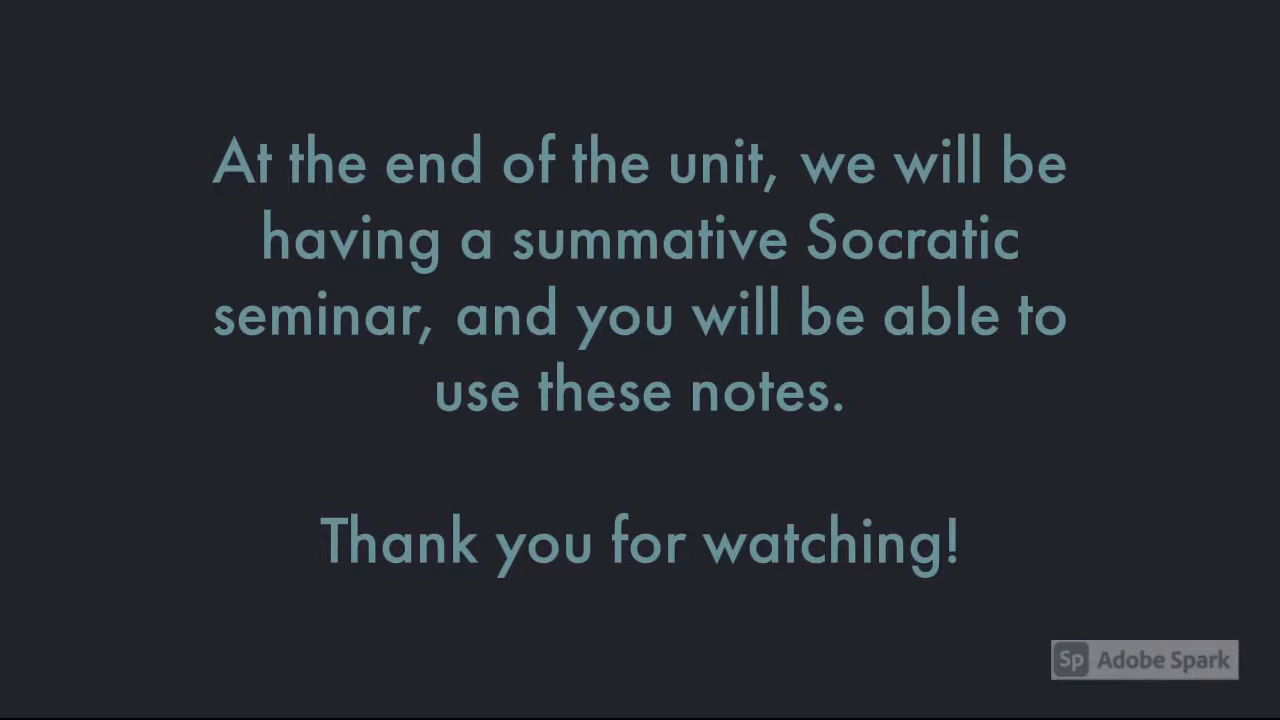 At the end of the unit, we will be
having a summative Socratic
seminar, and you will be able to
use these notes.
Thank you for watching!
Sp Adobe Spark